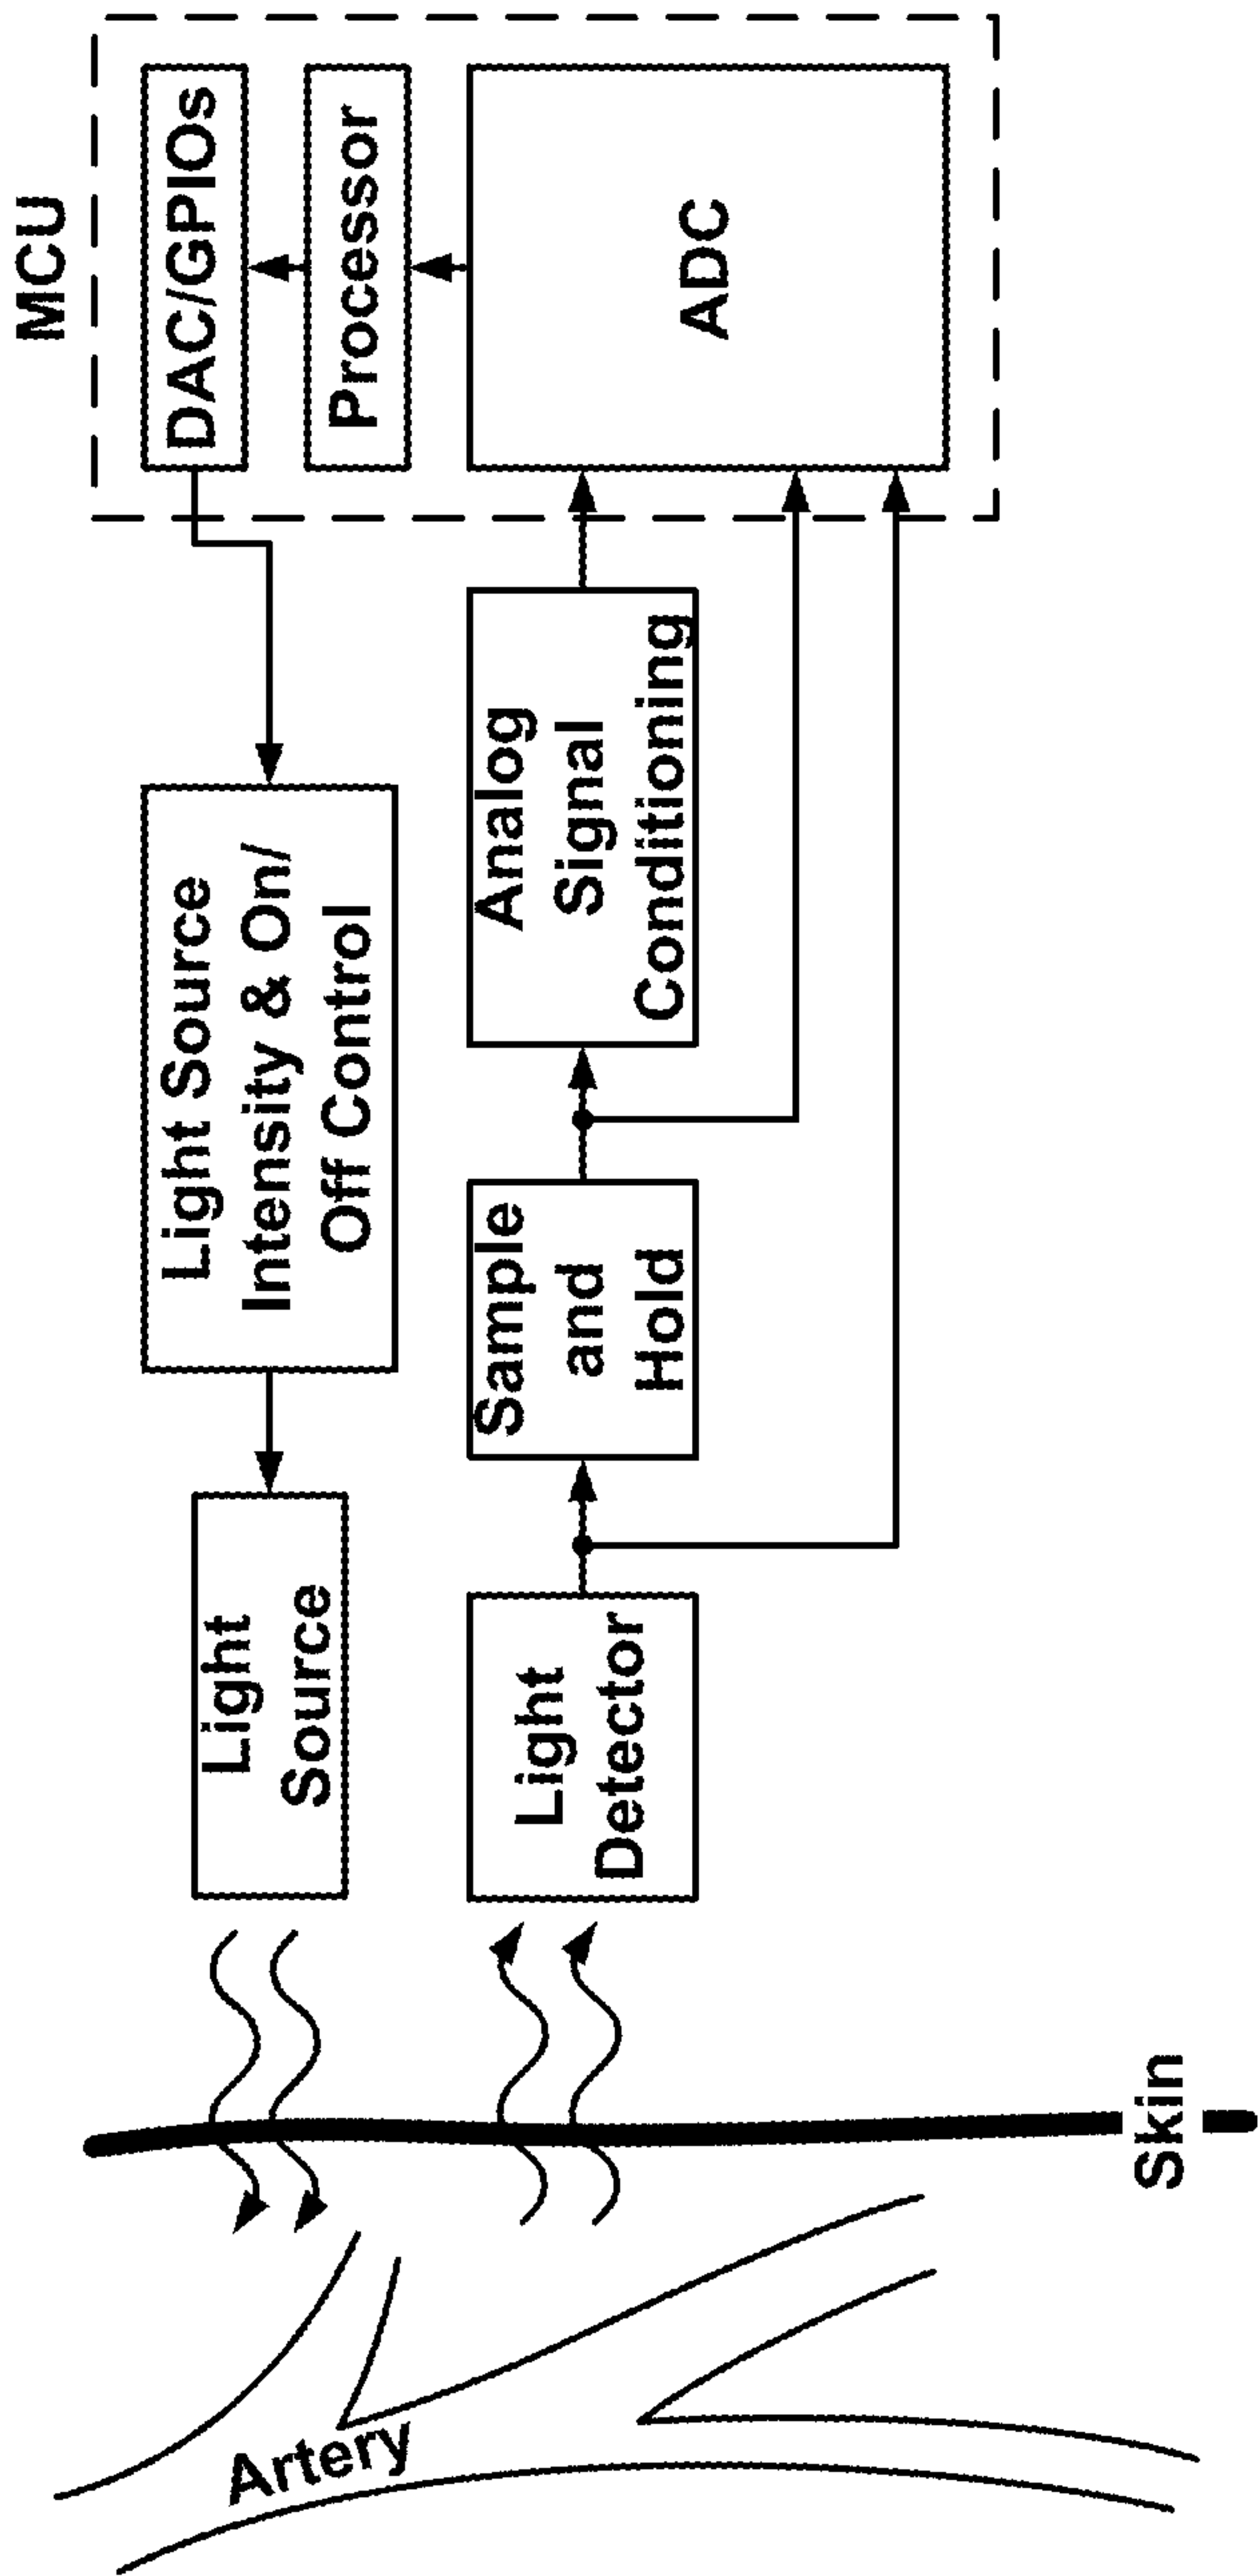 MCU
Artery
Skin
Light
Source
Light Source
Intensity & On/
Off Control
DAC/GPIOs
Processor
Light
Detector
Sample
and
Hold
Analog
Signal
Conditioning
ADC